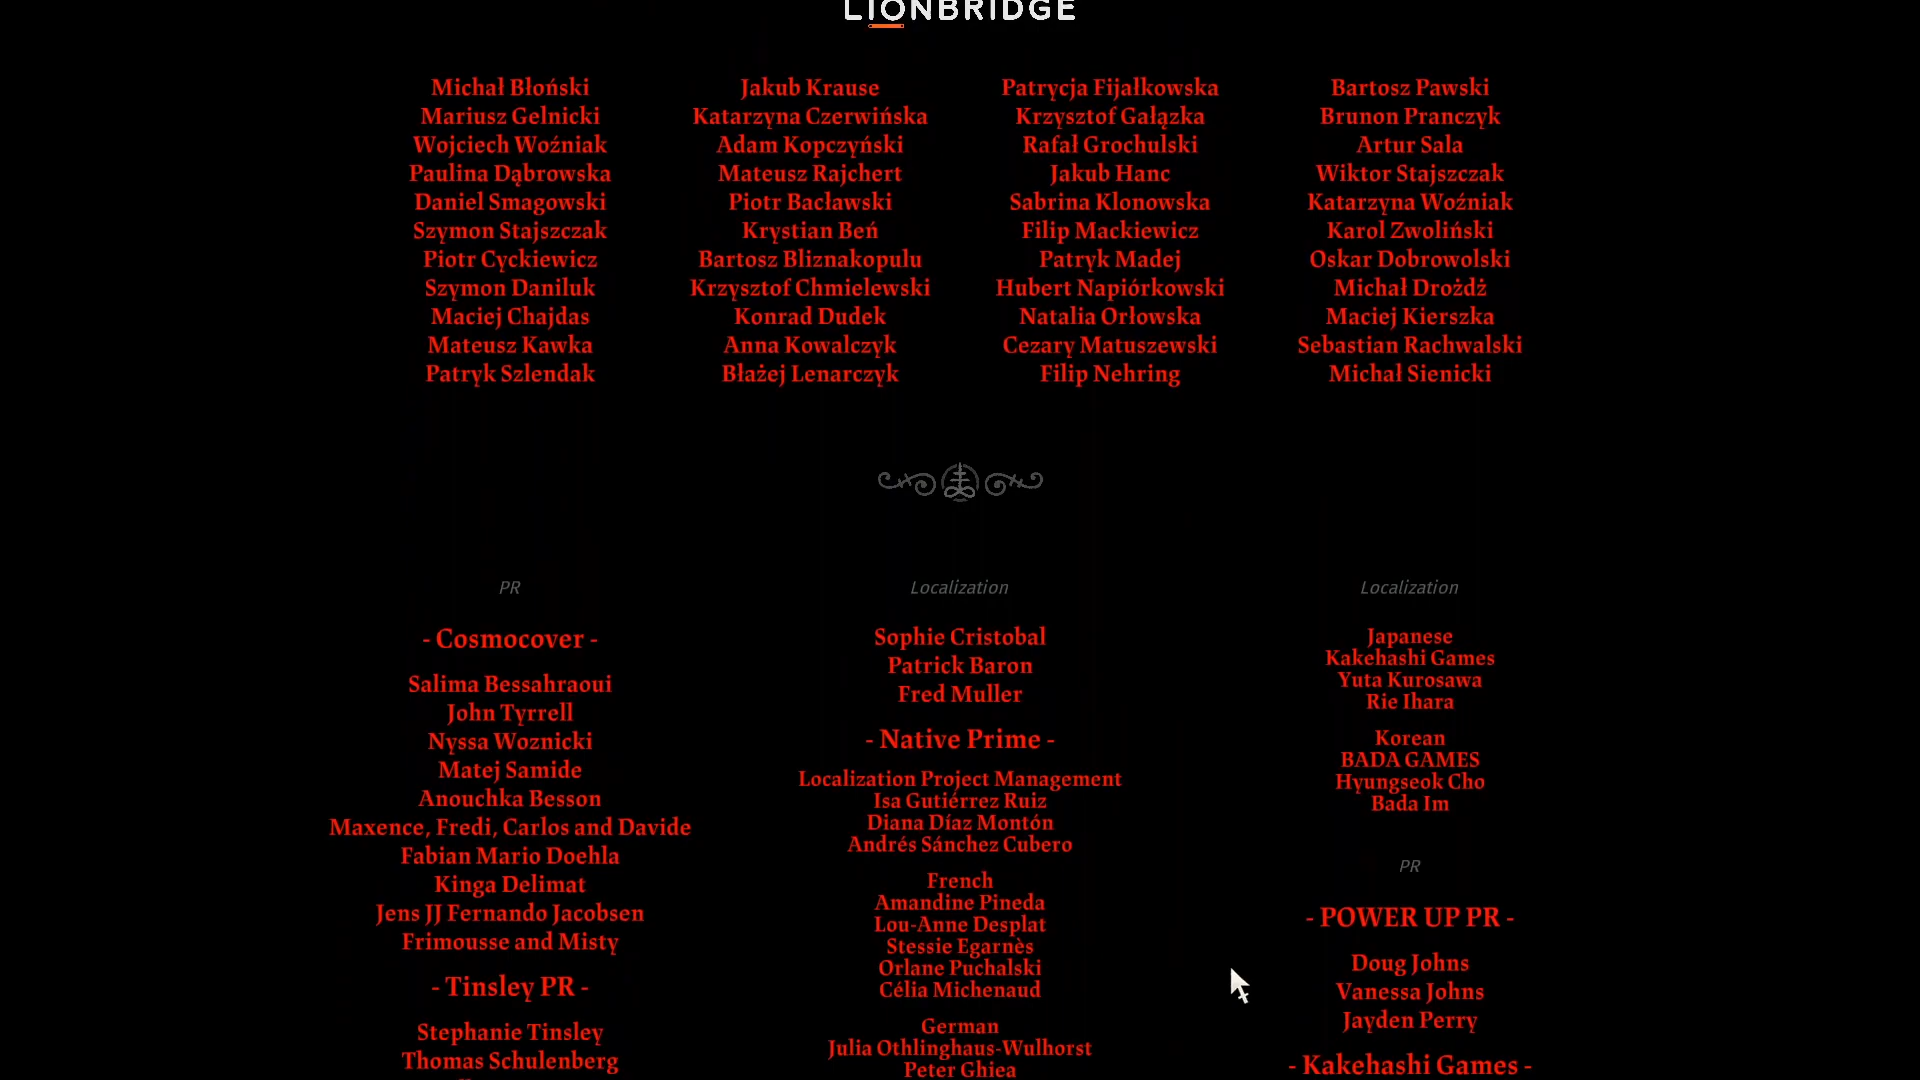 LIONBRIDGE
Michał Błoński
Mariusz Gelnicki
Wojciech Woźniak
Paulina Dąbrowska
Daniel Smagowski
Szymon Stajszczak
Piotr Cyckiewicz
Szymon Daniluk
Maciej Chajdas
Mateusz Kawka
Patryk Szlendak
Jakub Krause
Katarzyna Czerwińska
Adam Kopczyński
Mateusz Rajchert
Piotr Bacławski
Krystian Beń
Bartosz Bliznakopulu
Krzysztof Chmielewski
Konrad Dudek
Anna Kowalczyk
Błażej Lenarczyk
Patrycja Fijałkowska
Krzysztof Gałązka
Rafał Grochulski
Jakub Hanc
Sabrina Klonowska
Filip Mackiewicz
Patryk Madej
Hubert Napiórkowski
Natalia Orłowska
Cezary Matuszewski
Filip Nehring
Bartosz Pawski
Brunon Pranczyk
Artur Sala
Wiktor Stajszczak
Katarzyna Woźniak
Karol Zwoliński
Oskar Dobrowolski
Michał Drożdż
Maciej Kierszka
Sebastian Rachwalski
Michał Sienicki
PR
- Cosmocover -
Salima Bessahraoui
John Tyrrell
Nyssa Woznicki
Matej Samide
Anouchka Besson
Maxence, Fredi, Carlos and Davide
Fabian Mario Doehla
Kinga Delimat
Jens JJ Fernando Jacobsen
Frimousse and Misty
- Tinsley PR -
Stephanie Tinsley
Thomas Schulenberg
Localization
Sophie Cristobal
Patrick Baron
Fred Muller
- Native Prime -
Localization Project Management
Isa Gutiérrez Ruiz
Diana Díaz Montón
Andrés Sánchez Cubero
French
Amandine Pineda
Lou-Anne Desplat
Stessie Egarnès
Orlane Puchalski
Célia Michenaud
German
Julia Othlinghaus-Wulhorst
Peter Ghiea
Localization
Japanese
Kakehashi Games
Yuta Kurosawa
Rie Ihara
Korean
BADA GAMES
Hyungseok Cho
Bada Im
PR
- POWER UP PR -
Doug Johns
Vanessa Johns
Jayden Perry
- Kakehashi Games -